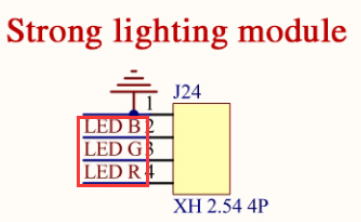 Strong lighting module
J24
1
LED B 2
LED G 3
LED R 4
XH 2.54 4P